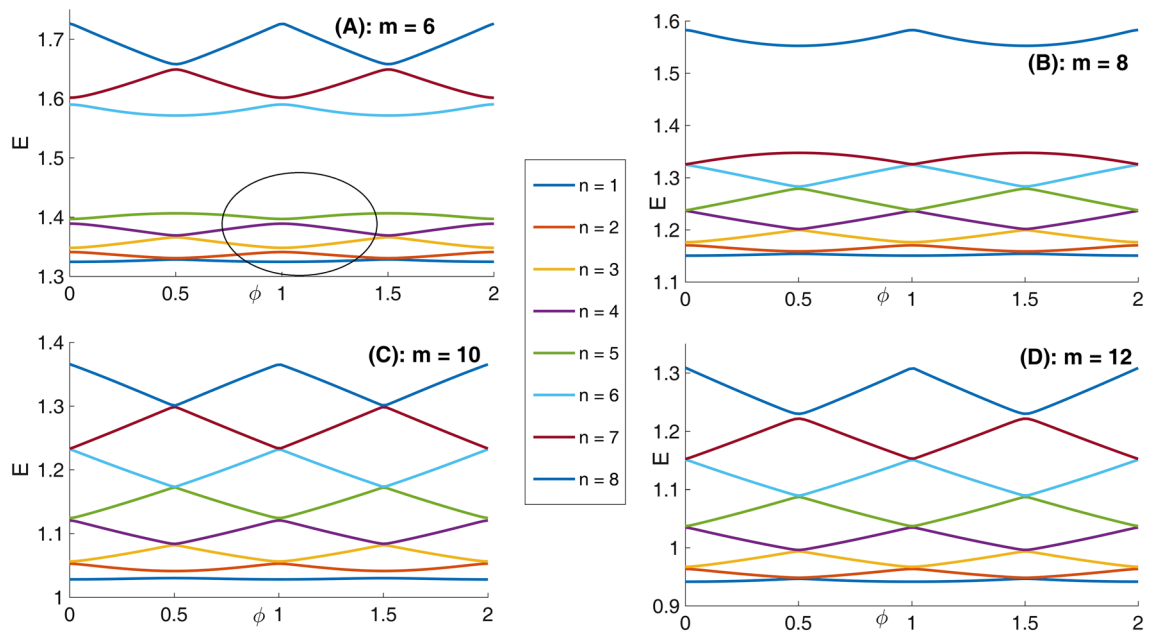 (A): m = 6
1.7
1.6
1.5
1.4
1.3
E
0
0.5
ϕ
1
1.5
2
(B): m = 8
1.6
1.5
1.4
1.3
1.2
1.1
E
0
0.5
ϕ
1
1.5
2
n = 1
n = 2
n = 3
n = 4
n = 5
n = 6
n = 7
n = 8
(C): m = 10
1.4
1.3
1.2
1.1
1
E
0
0.5
ϕ
1
1.5
2
(D): m = 12
1.3
1.2
1.1
1
0.9
E
0
0.5
ϕ
1
1.5
2